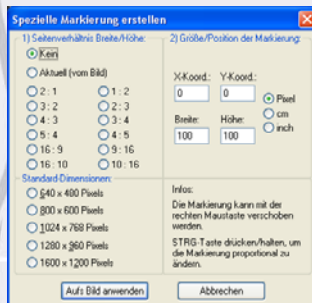 Spezielle Markierung erstellen
1) Seitenverhältnis Breite/Höhe:
Kein
Aktuell (vom Bild)
2 : 1
1 : 2
3 : 2
2 : 3
4 : 3
3 : 4
5 : 4
4 : 5
16 : 9
9 : 16
16 : 10
10 : 16
Standard-Dimensionen:
640 x 480 Pixels
800 x 600 Pixels
1024 x 768 Pixels
1280 x 960 Pixels
1600 x 1200 Pixels
2) Größe/Position der Markierung:
X-Koord.: Y-Koord.:
0 0
Breite: Höhe:
100 100
Pixel
cm
inch
Infos:
Die Markierung kann mit der
rechten Maustaste verschoben
werden.
STRG-Taste drücken/halten, um
die Markierung proportional zu
ändern.
Aufs Bild anwenden Abbrechen